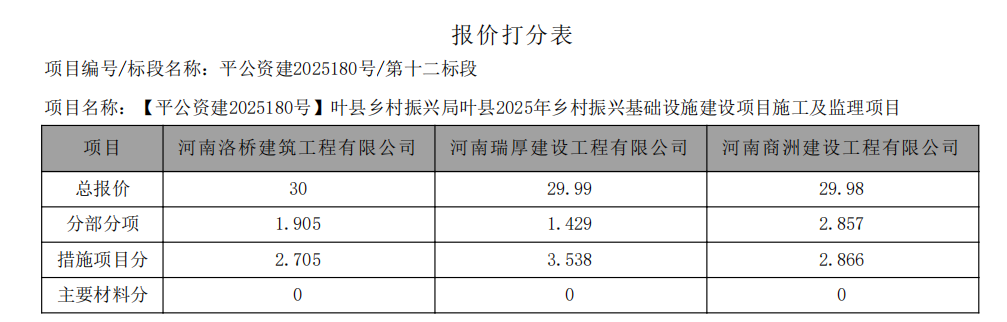 报价打分表
项目编号/标段名称：平公资建2025180号/第十二标段
项目名称：【平公资建2025180号】叶县乡村振兴局叶县2025年乡村振兴基础设施建设项目施工及监理项目
项目 河南洛桥建筑工程有限公司 河南瑞厚建设工程有限公司 河南商洲建设工程有限公司
总报价 30 29.99 29.98
分部分项 1.905 1.429 2.857
措施项目分 2.705 3.538 2.866
主要材料分 0 0 0